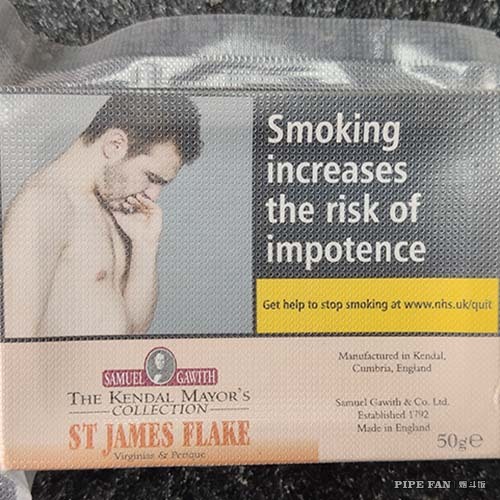 Smoking
increases
the risk of
impotence
Get help to stop smoking at www.nhs.uk/quit
SAMUEL GAWITH
THE KENDAL MAYOR'S
COLLECTION
ST JAMES FLAKE
Virginias & Perique
Manufactured in Kendal,
Cumbria, England
Samuel Gawith & Co. Ltd.
Established 1792
Made in England
50g e
PIPE FAN